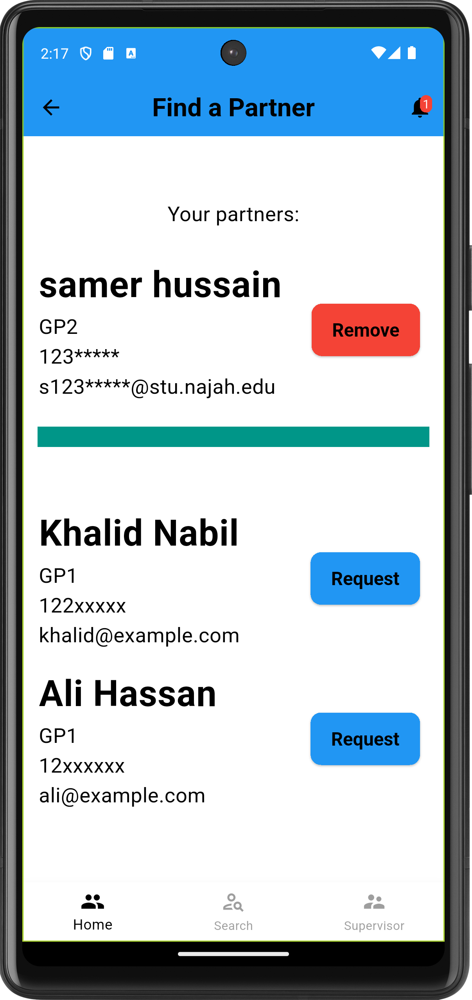 2:17
Find a Partner
1
Your partners:
samer hussain
GP2
123*****
s123*****@stu.najah.edu
Remove
Khalid Nabil
GP1
122xxxxx
khalid@example.com
Request
Ali Hassan
GP1
12xxxxxx
ali@example.com
Request
Home
Search
Supervisor